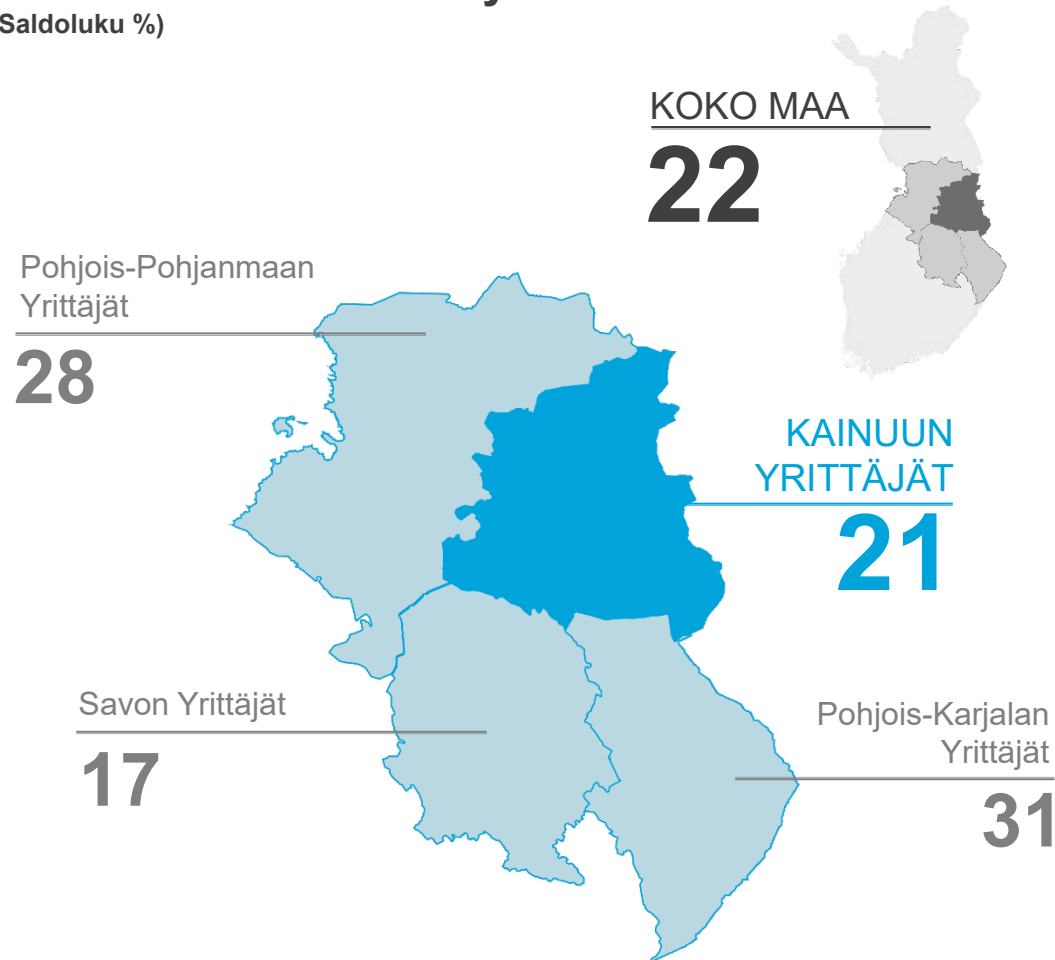 Saldoluku %)
KOKO MAA
22
Pohjois-Pohjanmaan
Yrittäjät
28
KAINUUN
YRITTÄJÄT
21
Savon Yrittäjät
17
Pohjois-Karjalan
Yrittäjät
31